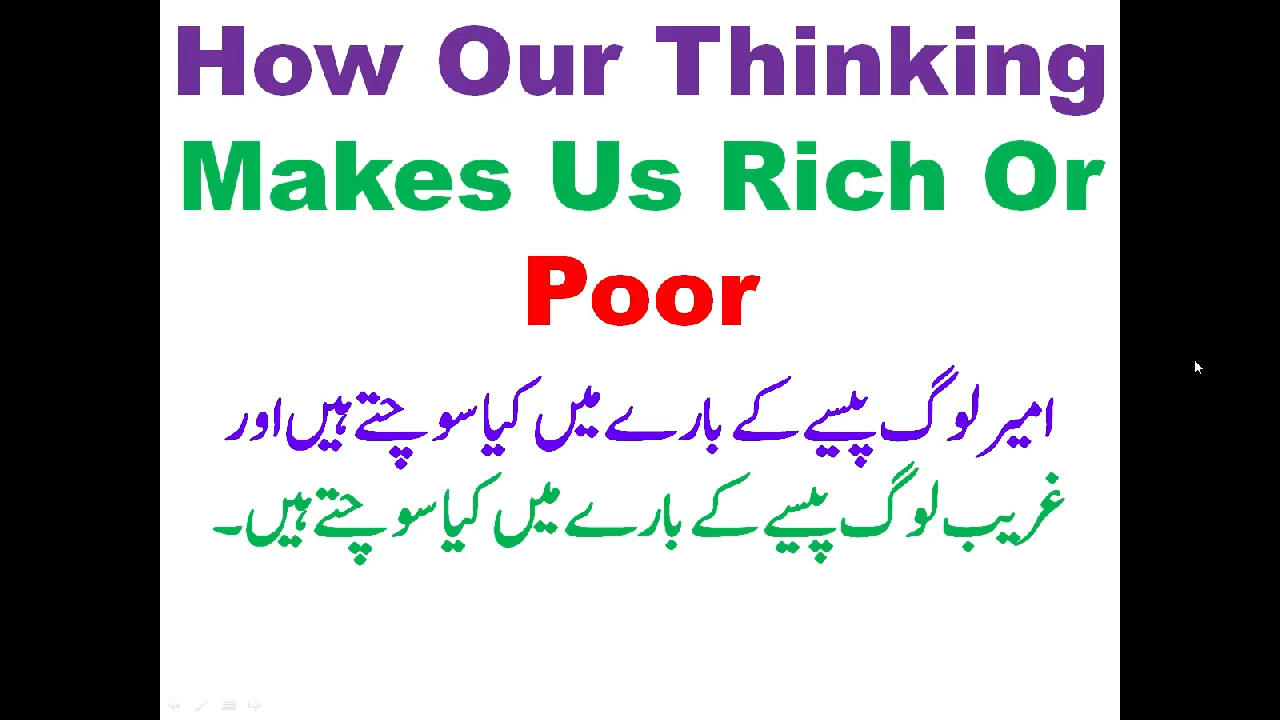 How Our Thinking
Makes Us Rich Or
Poor
امیر لوگ پیسے کے بارے میں کیا سوچتے ہیں اور
غریب لوگ پیسے کے بارے میں کیا سوچتے ہیں۔